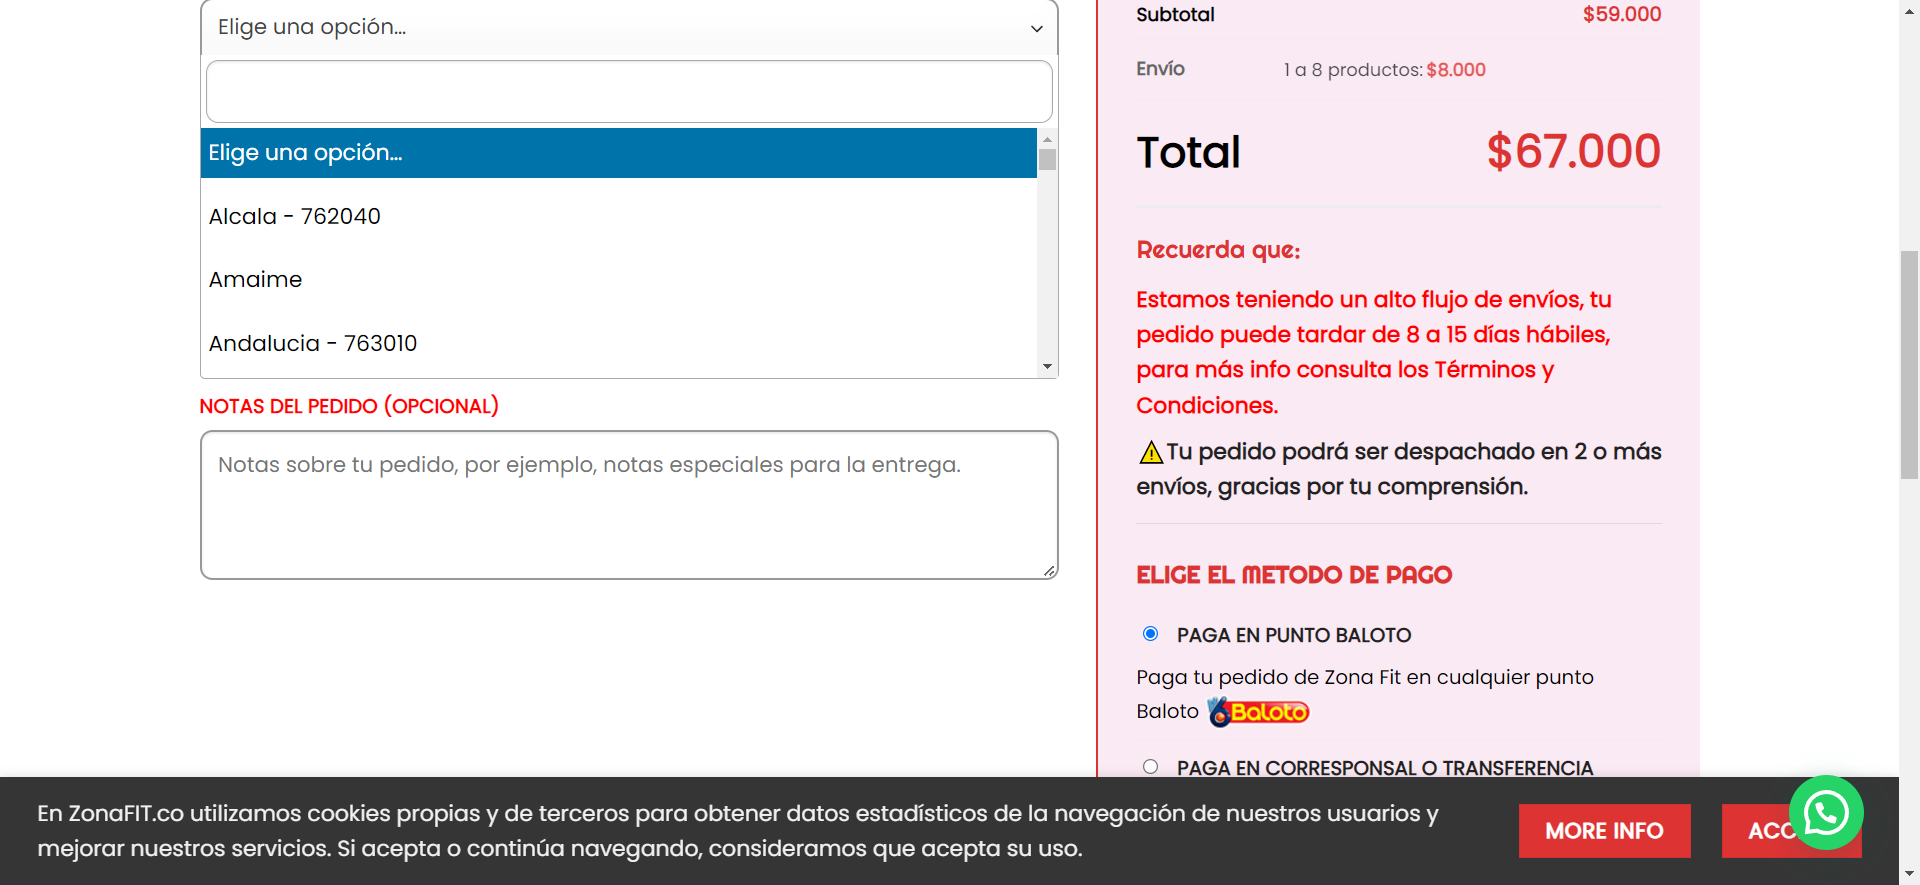 Elige una opción...
Elige una opción...
Alcala - 762040
Amaime
Andalucia - 763010
NOTAS DEL PEDIDO (OPCIONAL)
Notas sobre tu pedido, por ejemplo, notas especiales para la entrega.
Subtotal $59.000
Envío 1 a 8 productos: $8.000
Total $67.000
Recuerda que:
Estamos teniendo un alto flujo de envíos, tu
pedido puede tardar de 8 a 15 días hábiles,
para más info consulta los Términos y
Condiciones.
⚠️Tu pedido podrá ser despachado en 2 o más
envíos, gracias por tu comprensión.
ELIGE EL METODO DE PAGO
PAGA EN PUNTO BALOTO
Paga tu pedido de Zona Fit en cualquier punto
Baloto Baloto
PAGA EN CORRESPONSAL O TRANSFERENCIA
En ZonaFIT.co utilizamos cookies propias y de terceros para obtener datos estadísticos de la navegación de nuestros usuarios y
mejorar nuestros servicios. Si acepta o continúa navegando, consideramos que acepta su uso.
MORE INFO